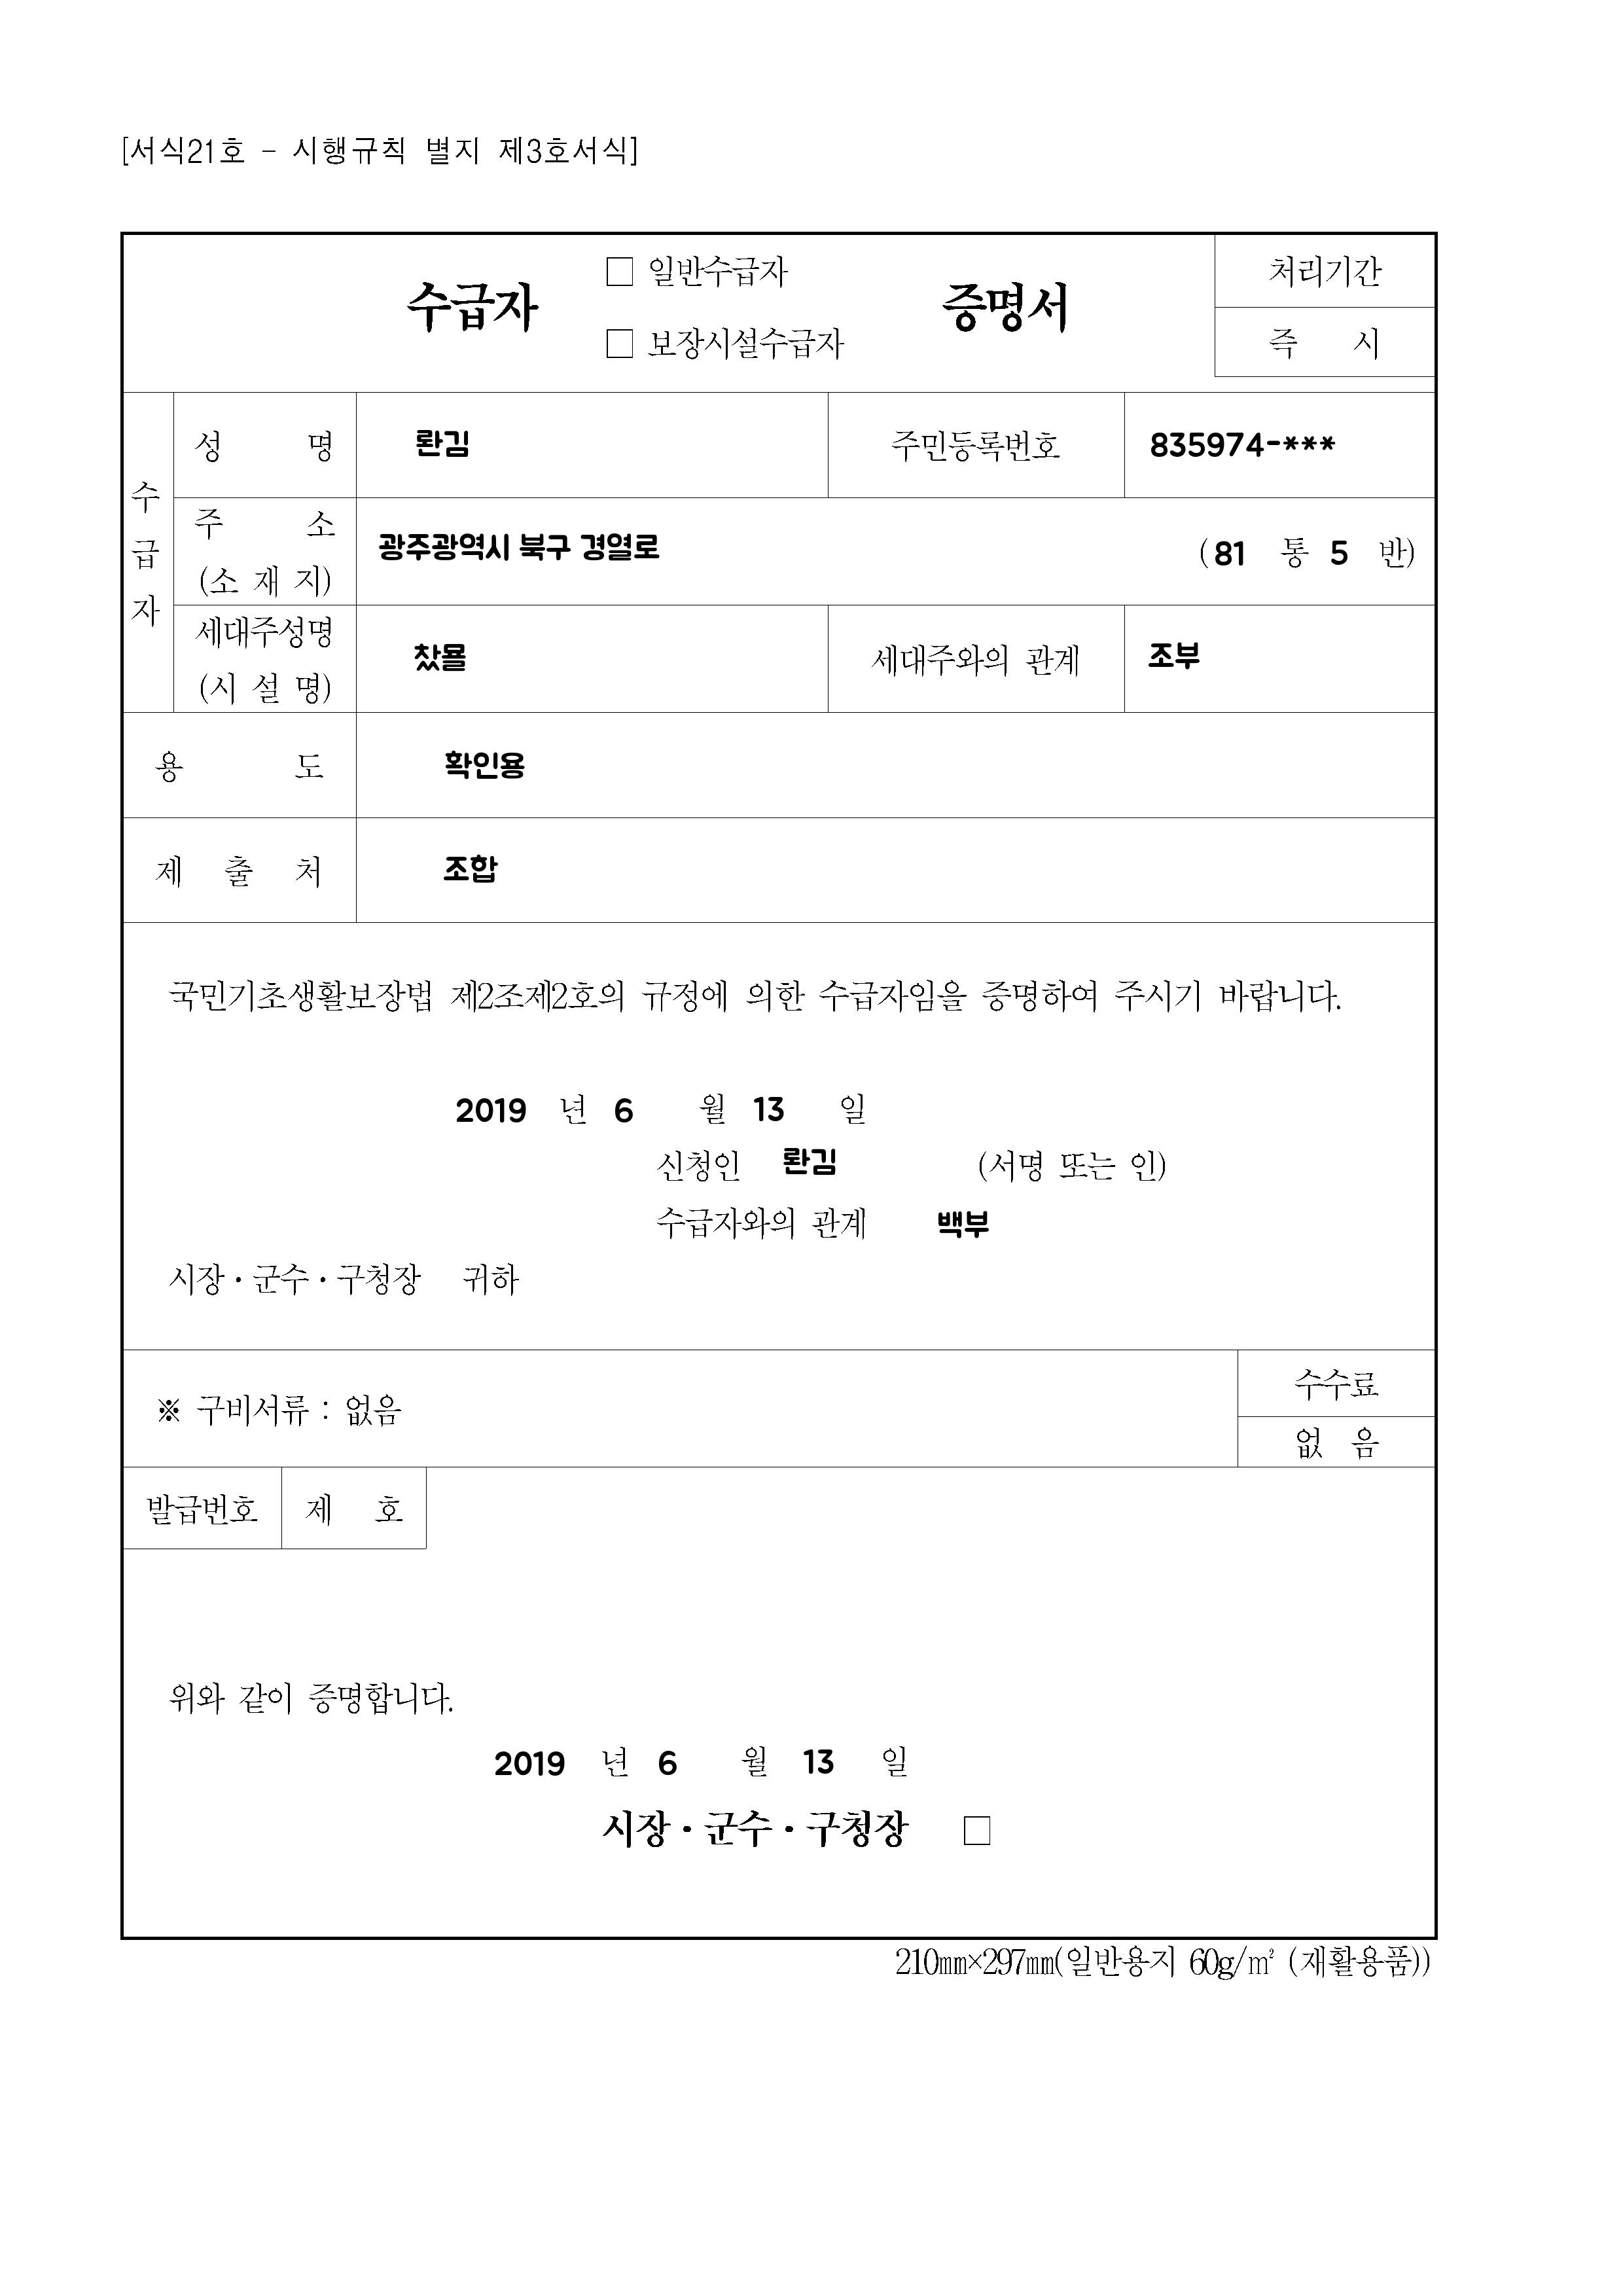 [서식21호 - 시행규칙 별지 제3호서식]
수급자 □ 일반수급자 □ 보장시설수급자 증명서
처리기간
즉 시
수급자
성 명 롼김 주민등록번호 835974-***
주 소 (소 재 지) 광주광역시 북구 경열로 (81 통 5 반)
세대주성명 (시 설 명) 찼욜 세대주와의 관계 조부
용 도 확인용
제 출 처 조합
국민기초생활보장법 제2조제2호의 규정에 의한 수급자임을 증명하여 주시기 바랍니다.
2019 년 6 월 13 일
신청인 롼김 (서명 또는 인)
수급자와의 관계 백부
시장·군수·구청장 귀하
※ 구비서류 : 없음
수수료
없 음
발급번호 제 호
위와 같이 증명합니다.
2019 년 6 월 13 일
시장·군수·구청장 □
210㎜×297㎜(일반용지 60g/㎡ (재활용품))